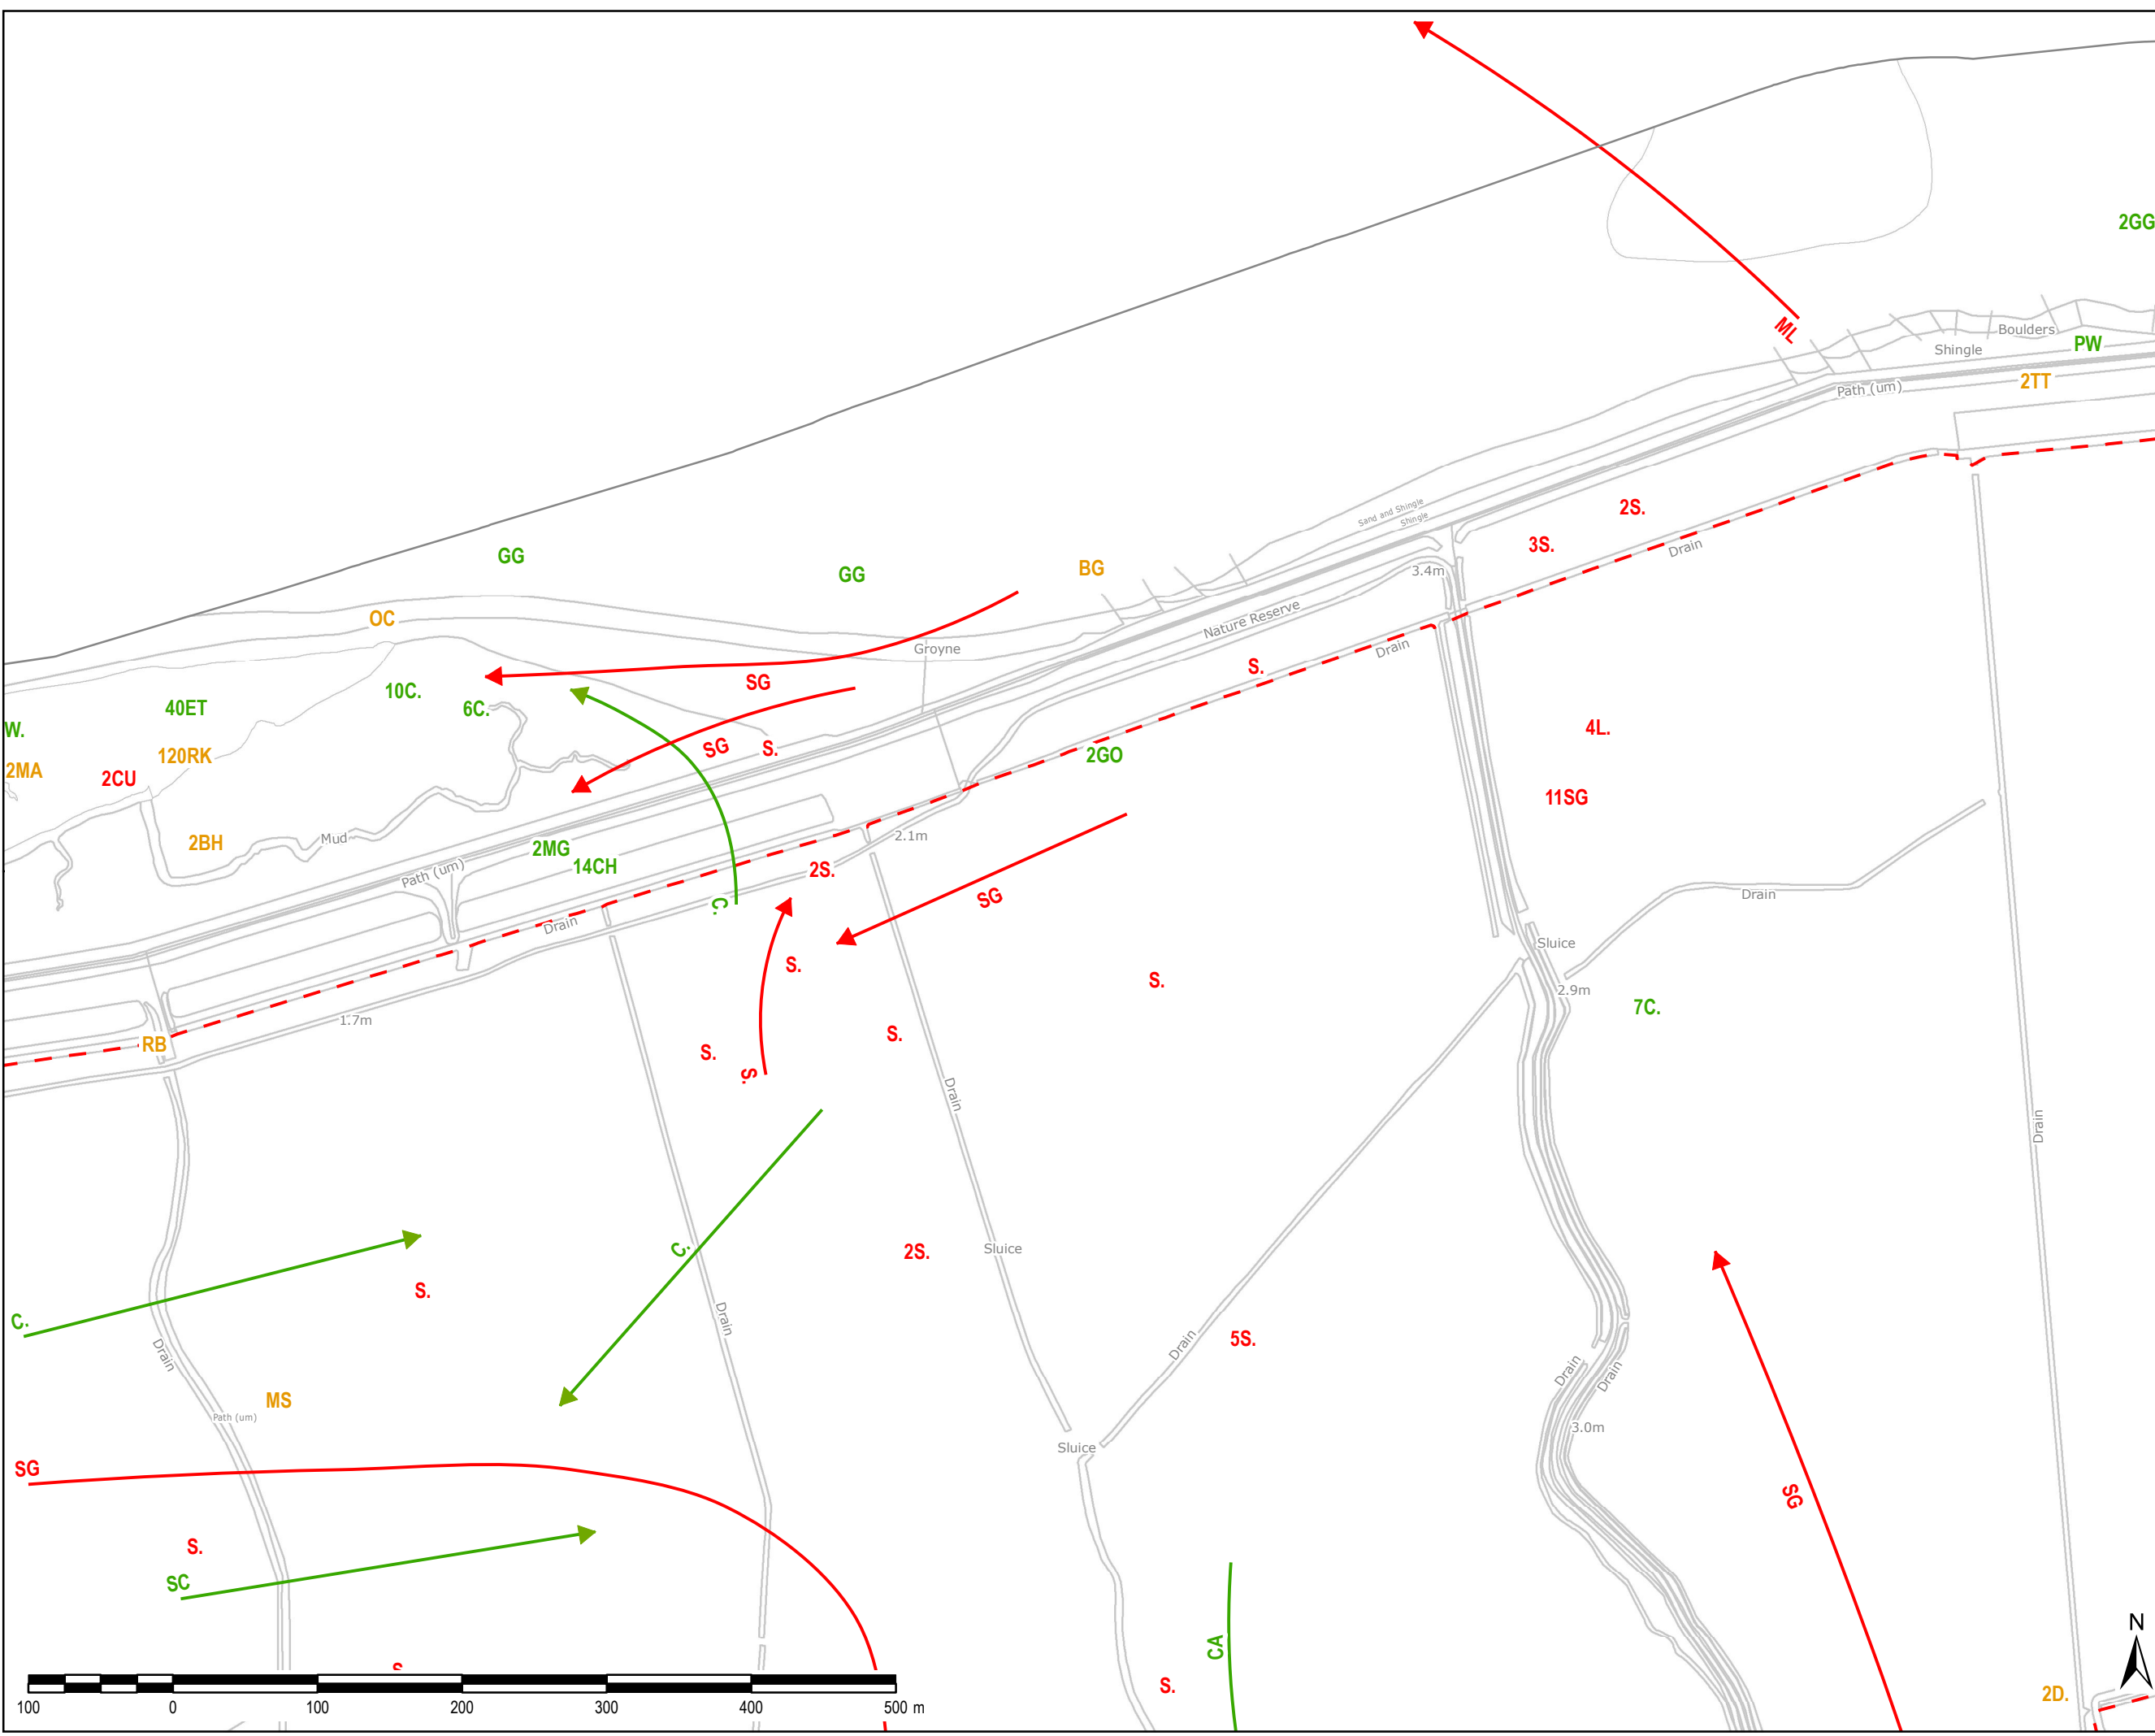 2GG
ML
Boulders
PW
Shingle
2TT
Path (um)
Sand and Shingle
Shingle
2S.
3S.
Drain
GG
GG
BG
3.4m
OC
Nature Reserve
Groyne
Drain
S.
10C.
SG
40ET
6C.
W.
4L.
SG
S.
120RK
2GO
2MA
2CU
11SG
Mud
2.1m
2BH
2MG
14CH
Path (um)
2S.
Drain
C.
SG
Drain
Sluice
S.
S.
2.9m
7C.
1.7m
S.
RB
S.
S.
Drain
Drain
C.
2S.
Sluice
S.
C.
Drain
Drain
5S.
Drain
Drain
Drain
MS
Path (um)
3.0m
Sluice
SG
SG
S.
SC
N
CA
S
S.
2D.
100 0 100 200 300 400 500 m